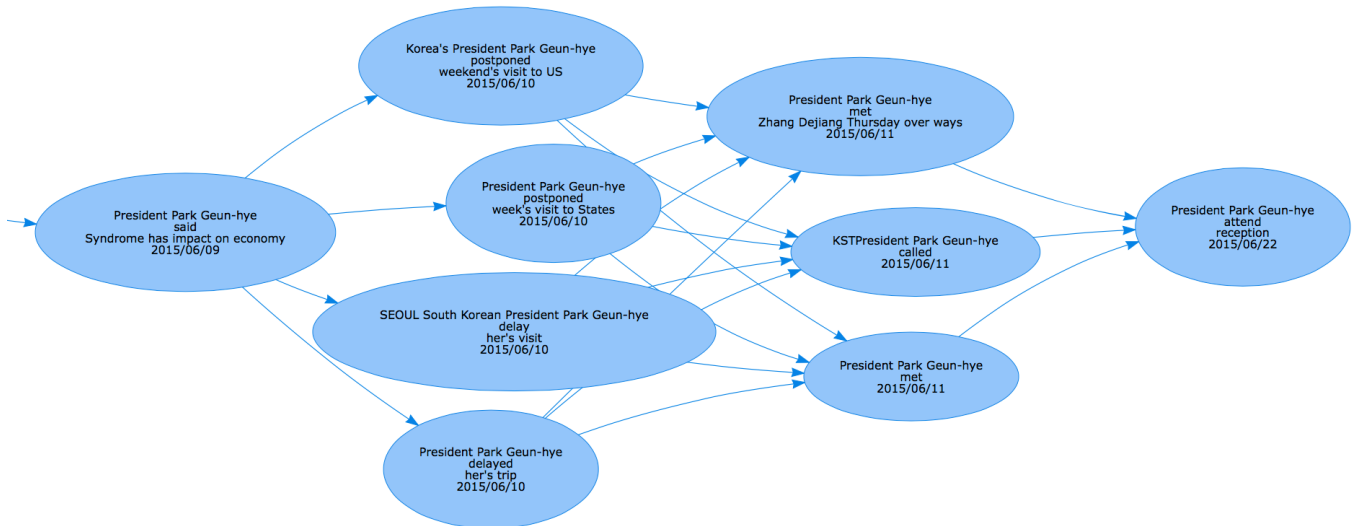 Korea's President Park Geun-hye
postponed
weekend's visit to US
2015/06/10
President Park Geun-hye
met
Zhang Dejiang Thursday over ways
2015/06/11
President Park Geun-hye
postponed
week's visit to States
2015/06/10
President Park Geun-hye
said
Syndrome has impact on economy
2015/06/09
President Park Geun-hye
attend
reception
2015/06/22
KSTPresident Park Geun-hye
called
2015/06/11
SEOUL South Korean President Park Geun-hye
delay
her's visit
2015/06/10
President Park Geun-hye
met
2015/06/11
President Park Geun-hye
delayed
her's trip
2015/06/10